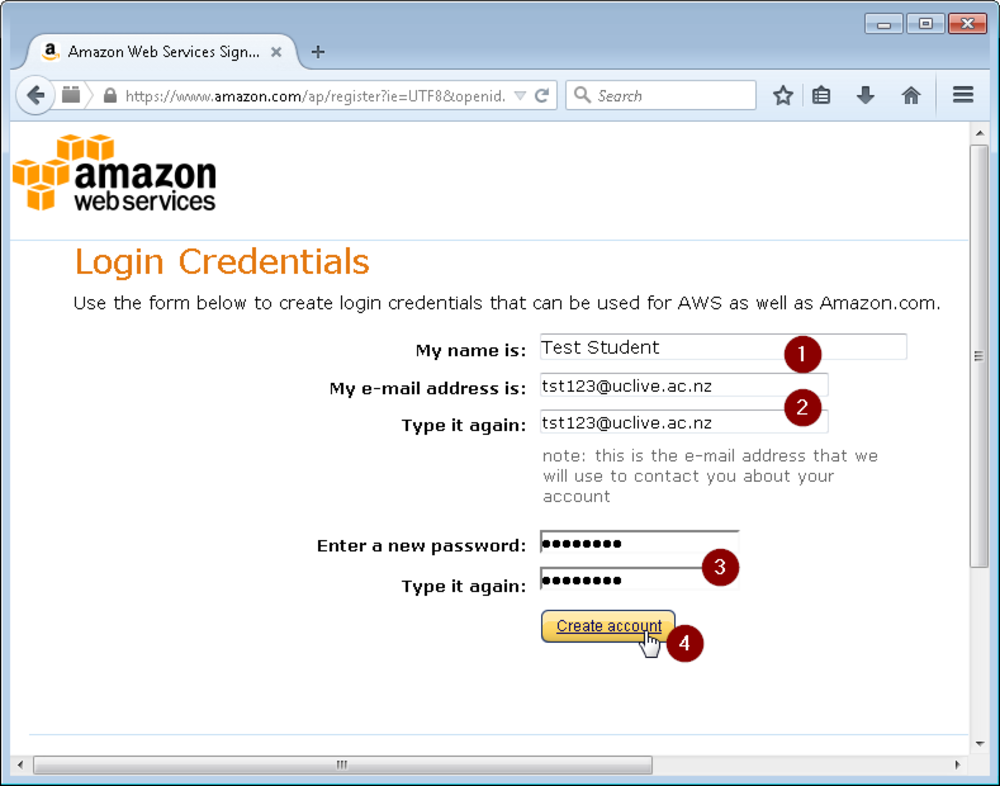 Amazon Web Services Sign...
https://www.amazon.com/ap/register?ie=UTF8&openid.
Search
amazon
web services
Login Credentials
Use the form below to create login credentials that can be used for AWS as well as Amazon.com.
My name is: Test Student
1
My e-mail address is: tst123@uclive.ac.nz
2
Type it again: tst123@uclive.ac.nz
note: this is the e-mail address that we
will use to contact you about your
account
Enter a new password: ••••••••
3
Type it again: ••••••••
Create account
4